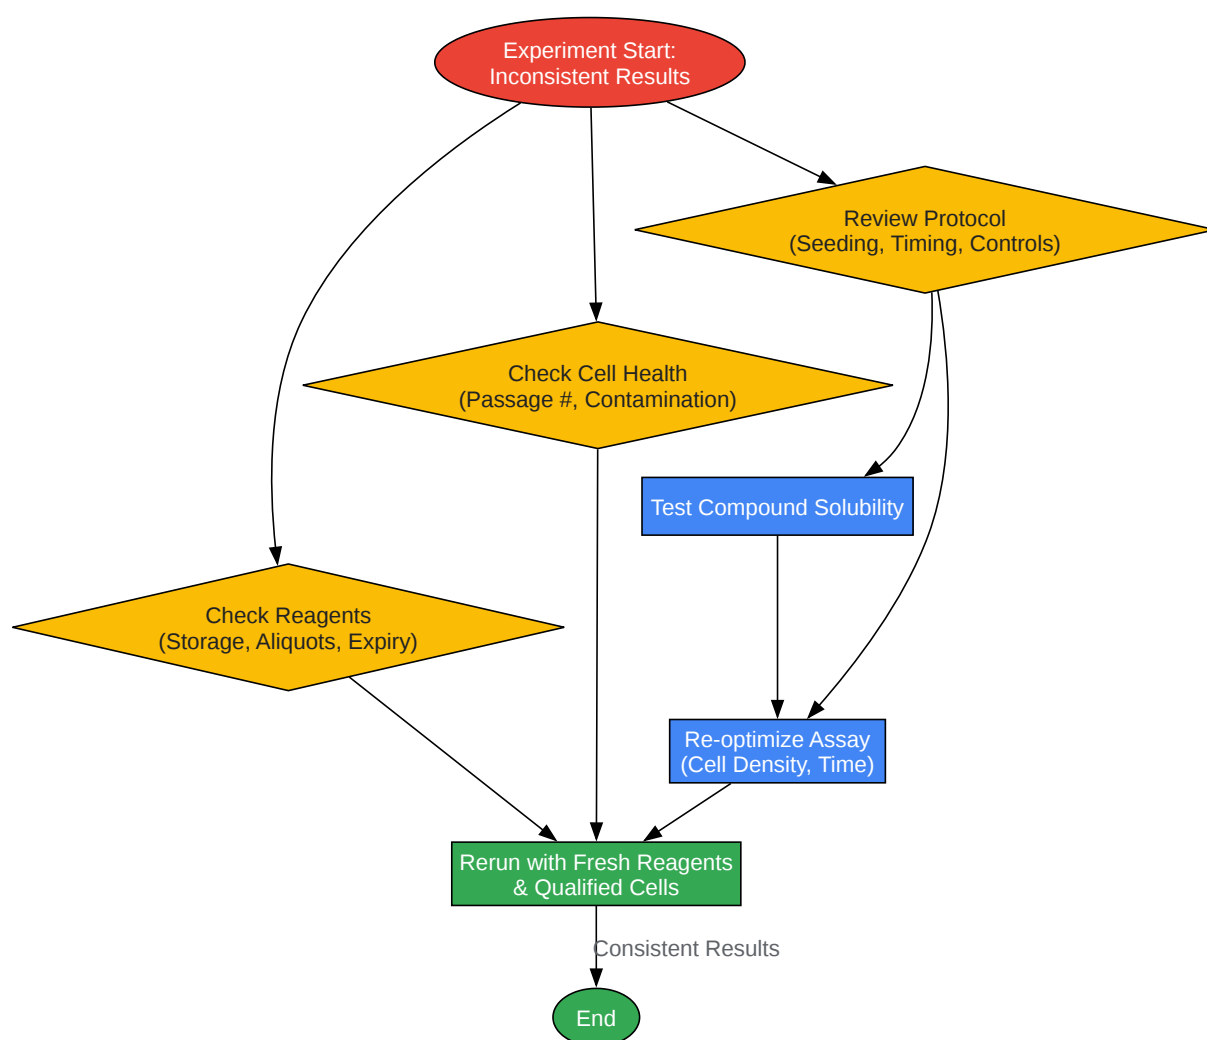 Experiment Start:
Inconsistent Results
Review Protocol
(Seeding, Timing, Controls)
Check Cell Health
(Passage #, Contamination)
Test Compound Solubility
Check Reagents
(Storage, Aliquots, Expiry)
Re-optimize Assay
(Cell Density, Time)
Rerun with Fresh Reagents
& Qualified Cells
Consistent Results
End